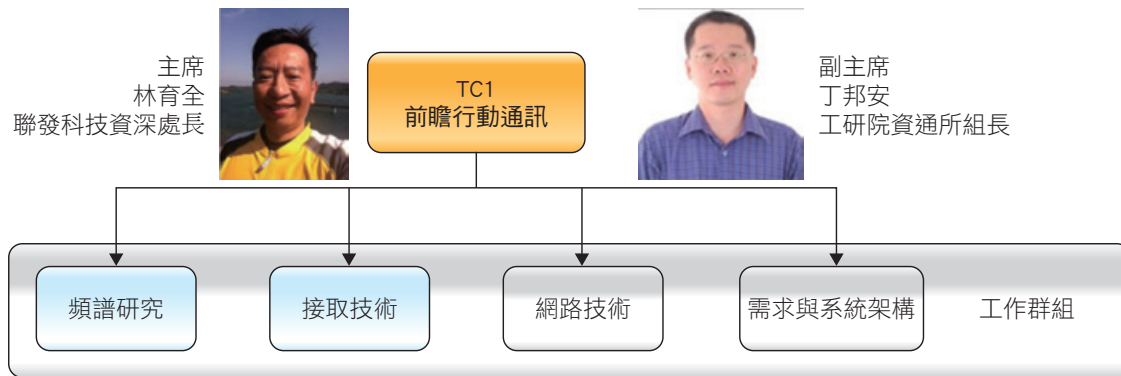 主席
林育全
聯發科技資深處長
TC1
前瞻行動通訊
副主席
丁邦安
工研院資通所組長
頻譜研究
接取技術
網路技術
需求與系統架構
工作群組